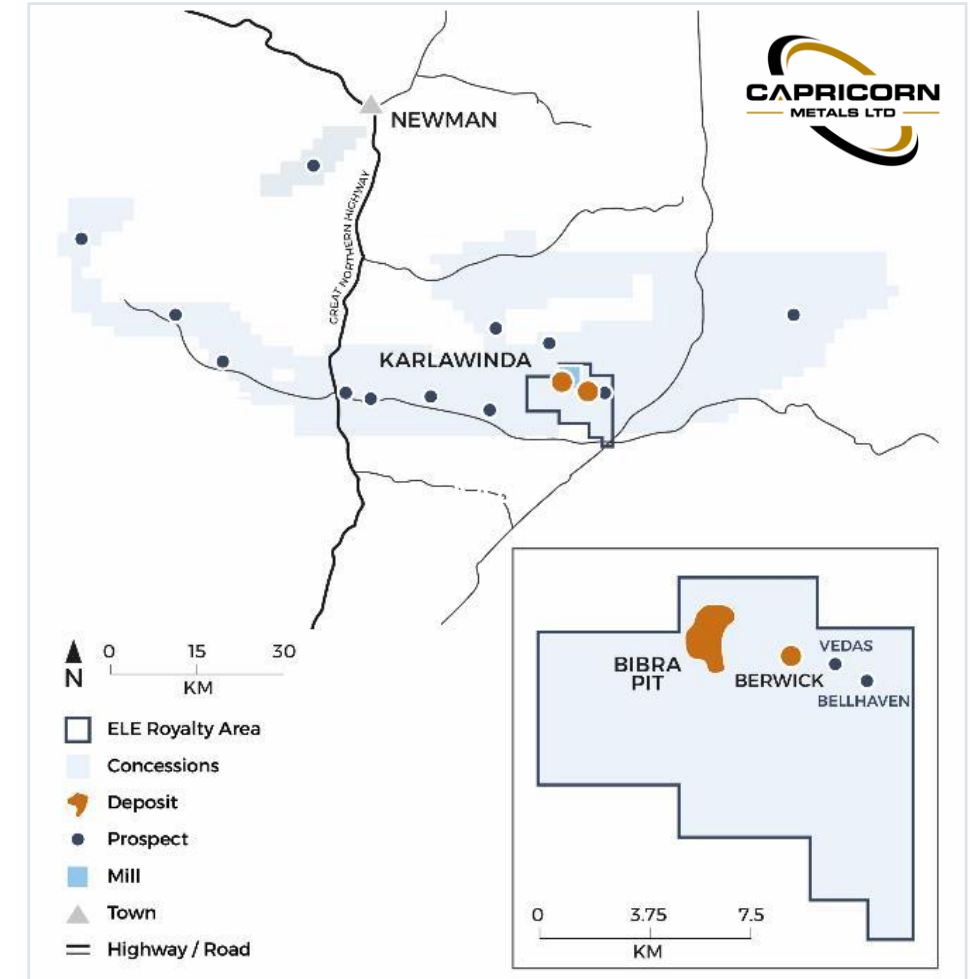 CAPRICORN
METALS LTD
NEWMAN
GREAT NORTHERN HIGHWAY
KARLAWINDA
N
0 15 30
KM
ELE Royalty Area
Concessions
Deposit
Prospect
Mill
Town
Highway / Road
BIBRA
PIT
BERWICK
VEDAS
BELLHAVEN
0 3.75 7.5
KM